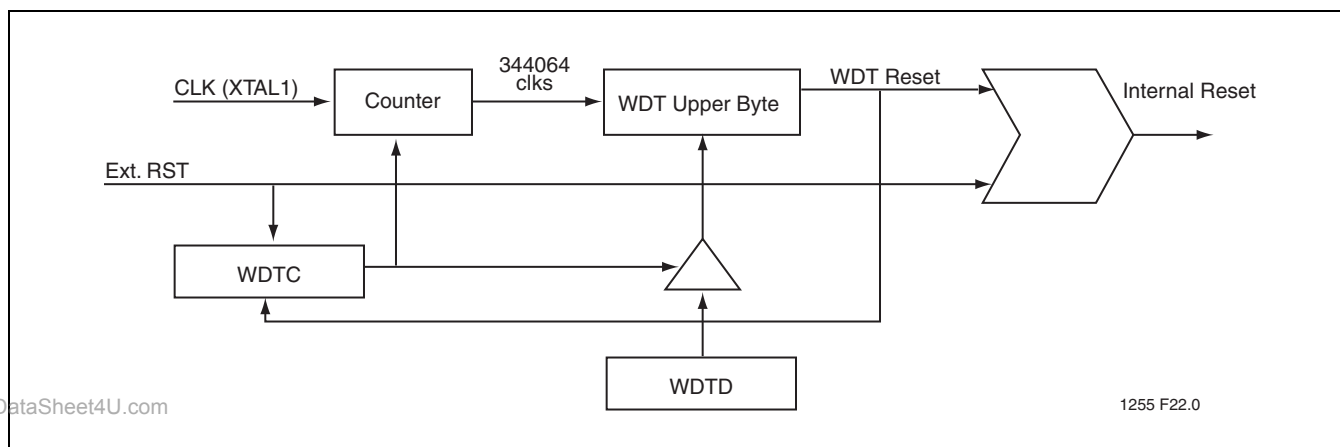 344064
clks
CLK (XTAL1)
Counter
WDT Upper Byte
WDT Reset
Internal Reset
Ext. RST
WDTC
WDTD
DataSheet4U.com
1255 F22.0